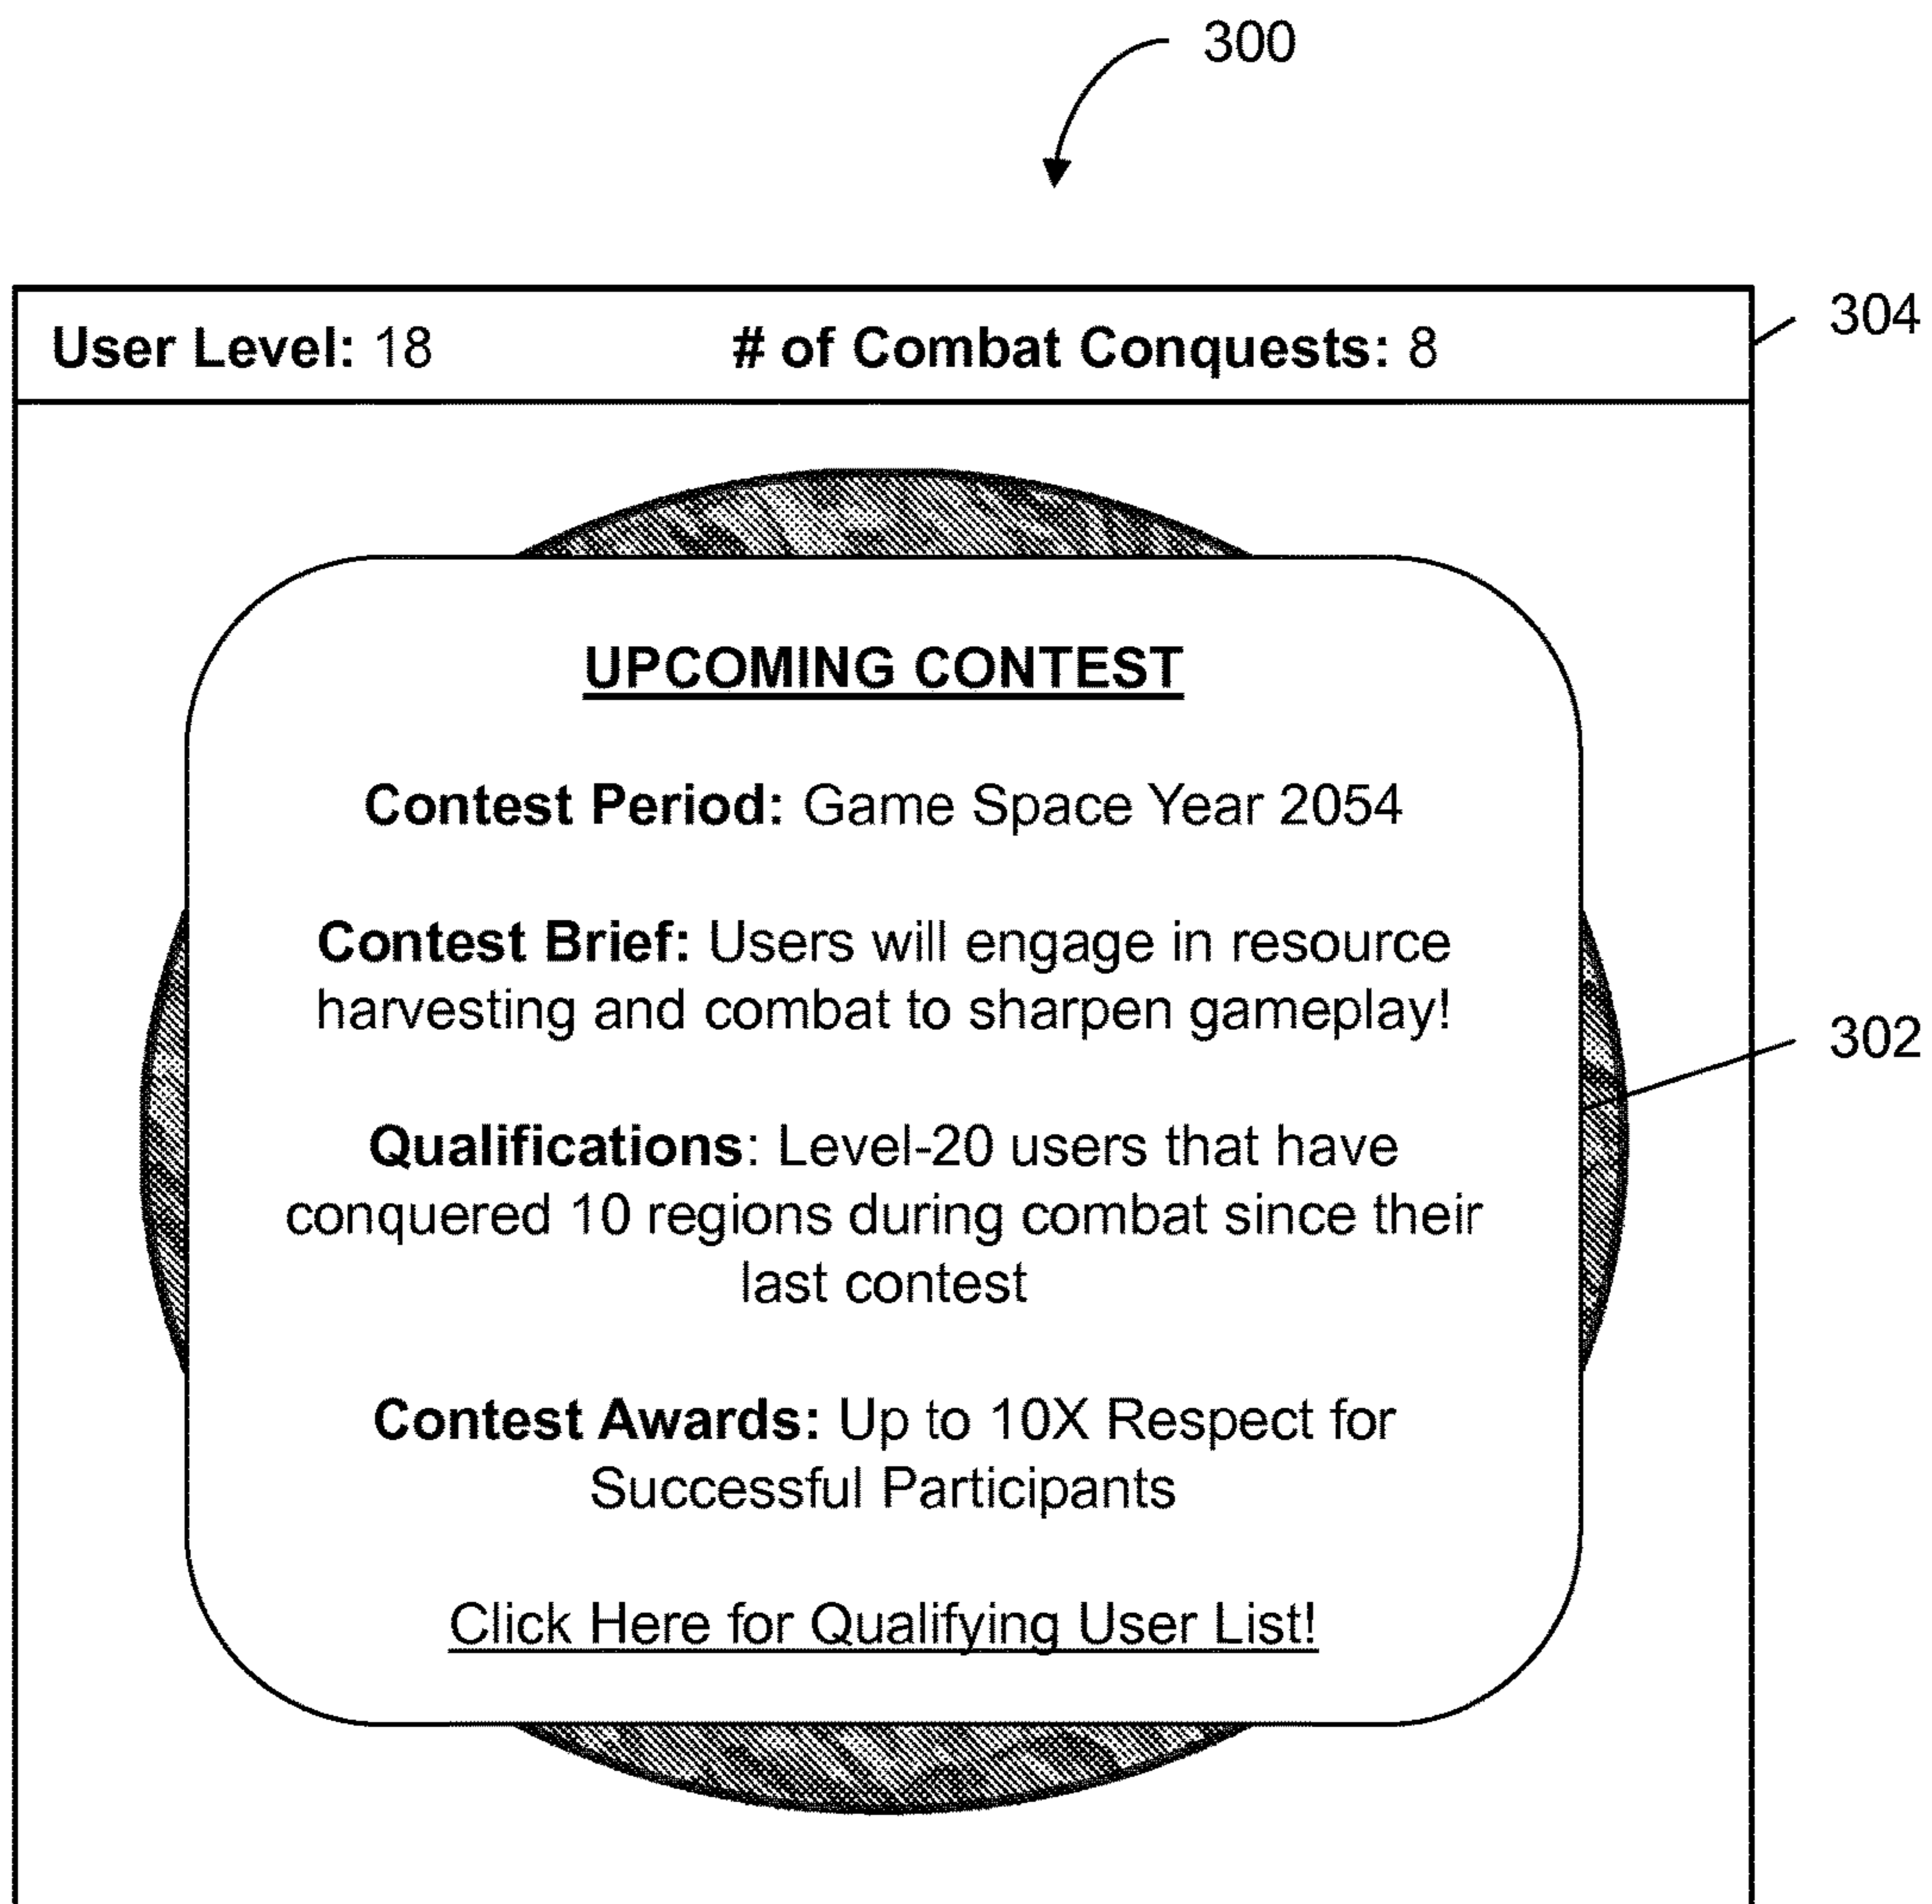 300
User Level: 18 # of Combat Conquests: 8
304
UPCOMING CONTEST
Contest Period: Game Space Year 2054
Contest Brief: Users will engage in resource
harvesting and combat to sharpen gameplay!
302
Qualifications: Level-20 users that have
conquered 10 regions during combat since their
last contest
Contest Awards: Up to 10X Respect for
Successful Participants
Click Here for Qualifying User List!